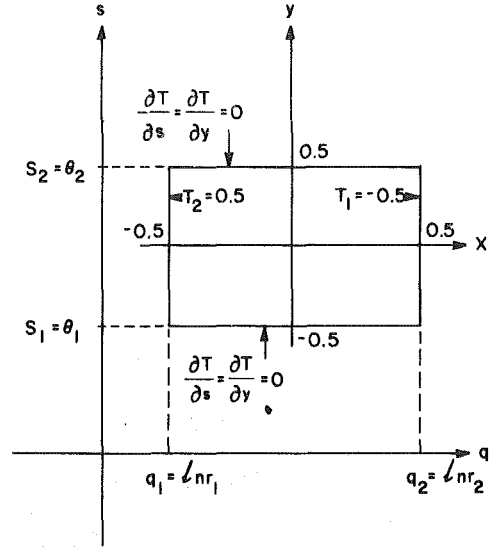 s y
∂T/∂s = ∂T/∂y = 0
0.5
S₂ = θ₂
T₂ = 0.5 T₁ = -0.5
-0.5 0.5 X
S₁ = θ₁
-0.5
∂T/∂s = ∂T/∂y = 0
q
q₁ = ℓnr₁ q₂ = ℓnr₂